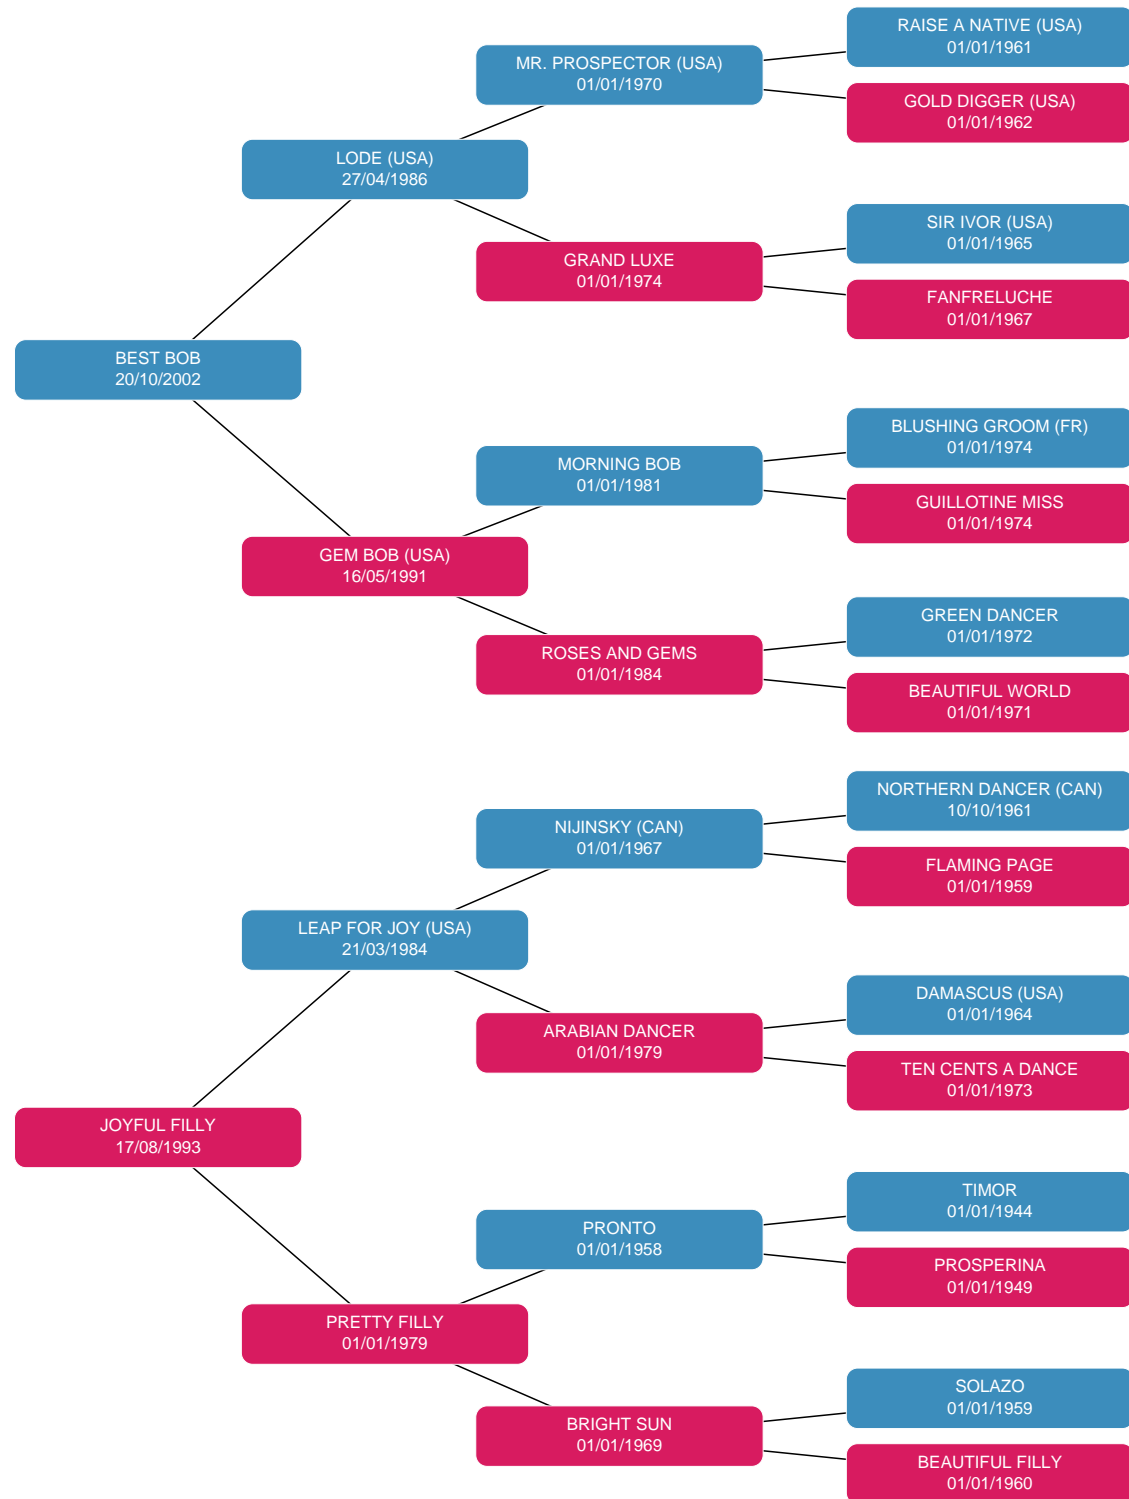 RAISE A NATIVE (USA)
01/01/1961
MR. PROSPECTOR (USA)
01/01/1970
GOLD DIGGER (USA)
01/01/1962
LODE (USA)
27/04/1986
SIR IVOR (USA)
01/01/1965
GRAND LUXE
01/01/1974
FANFRELUCHE
01/01/1967
BEST BOB
20/10/2002
BLUSHING GROOM (FR)
01/01/1974
MORNING BOB
01/01/1981
GUILLOTINE MISS
01/01/1974
GEM BOB (USA)
16/05/1991
GREEN DANCER
01/01/1972
ROSES AND GEMS
01/01/1984
BEAUTIFUL WORLD
01/01/1971
NORTHERN DANCER (CAN)
10/10/1961
NIJINSKY (CAN)
01/01/1967
FLAMING PAGE
01/01/1959
LEAP FOR JOY (USA)
21/03/1984
DAMASCUS (USA)
01/01/1964
ARABIAN DANCER
01/01/1979
TEN CENTS A DANCE
01/01/1973
JOYFUL FILLY
17/08/1993
TIMOR
01/01/1944
PRONTO
01/01/1958
PROSPERINA
01/01/1949
PRETTY FILLY
01/01/1979
SOLAZO
01/01/1959
BRIGHT SUN
01/01/1969
BEAUTIFUL FILLY
01/01/1960